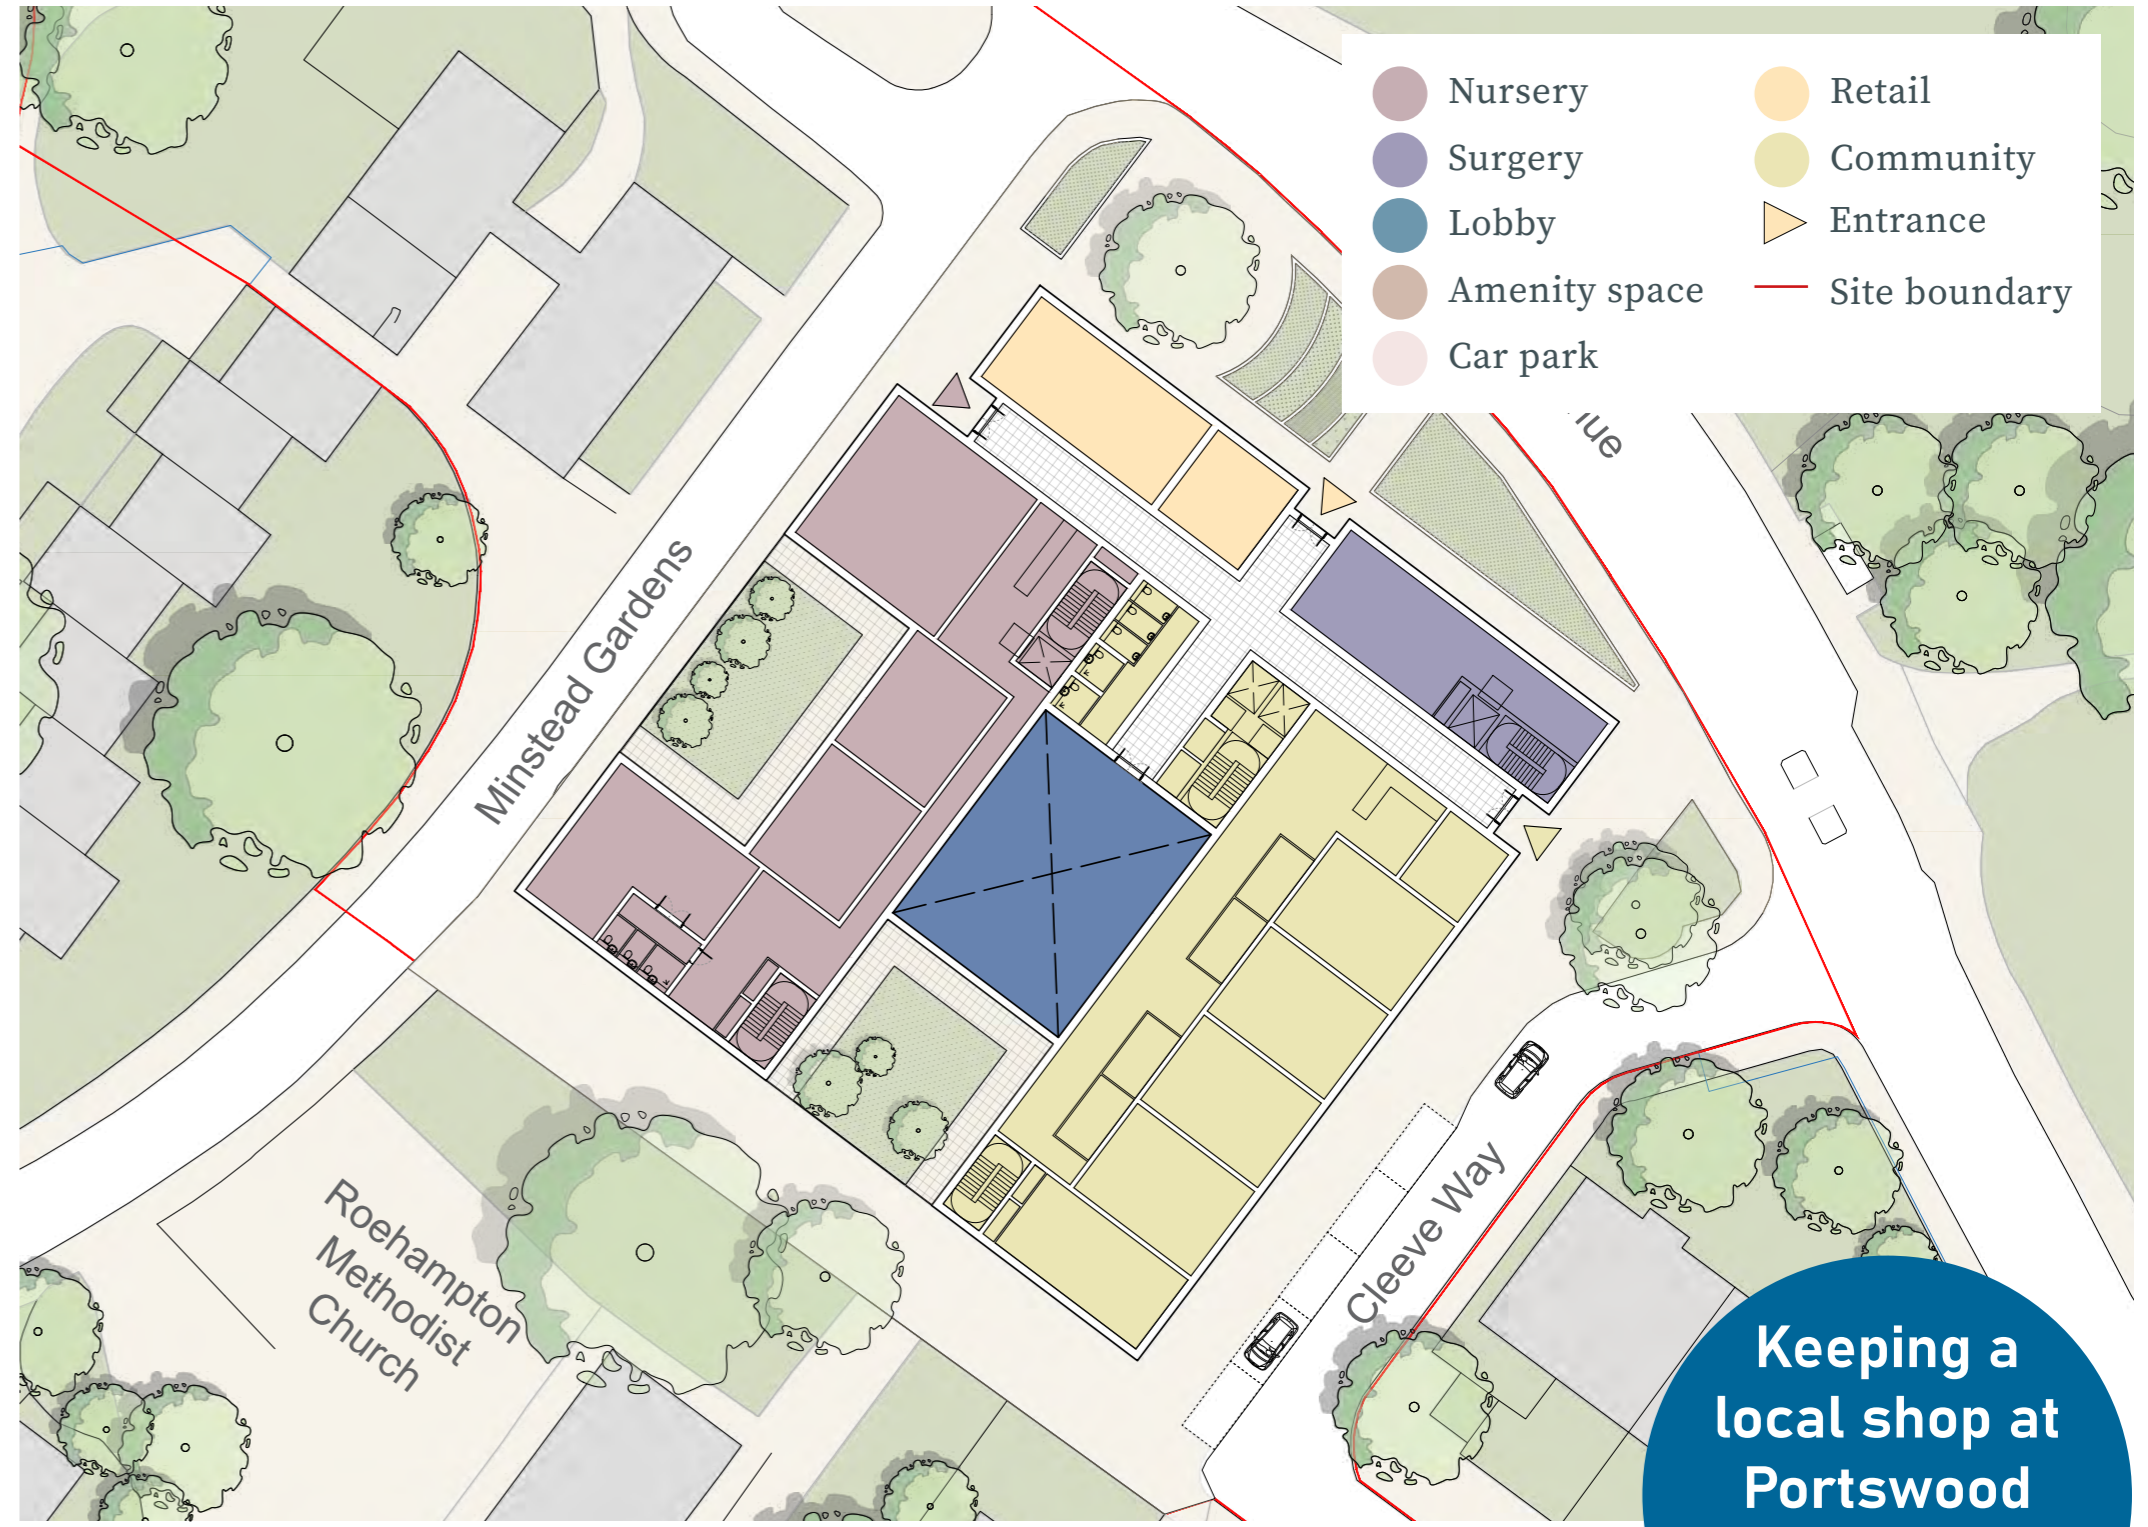 Nursery
Surgery
Lobby
Amenity space
Car park
Retail
Community
Entrance
Site boundary
Minstead Gardens
Roehampton
Methodist
Church
Cleeve Way
Keeping a
local shop at
Portswood